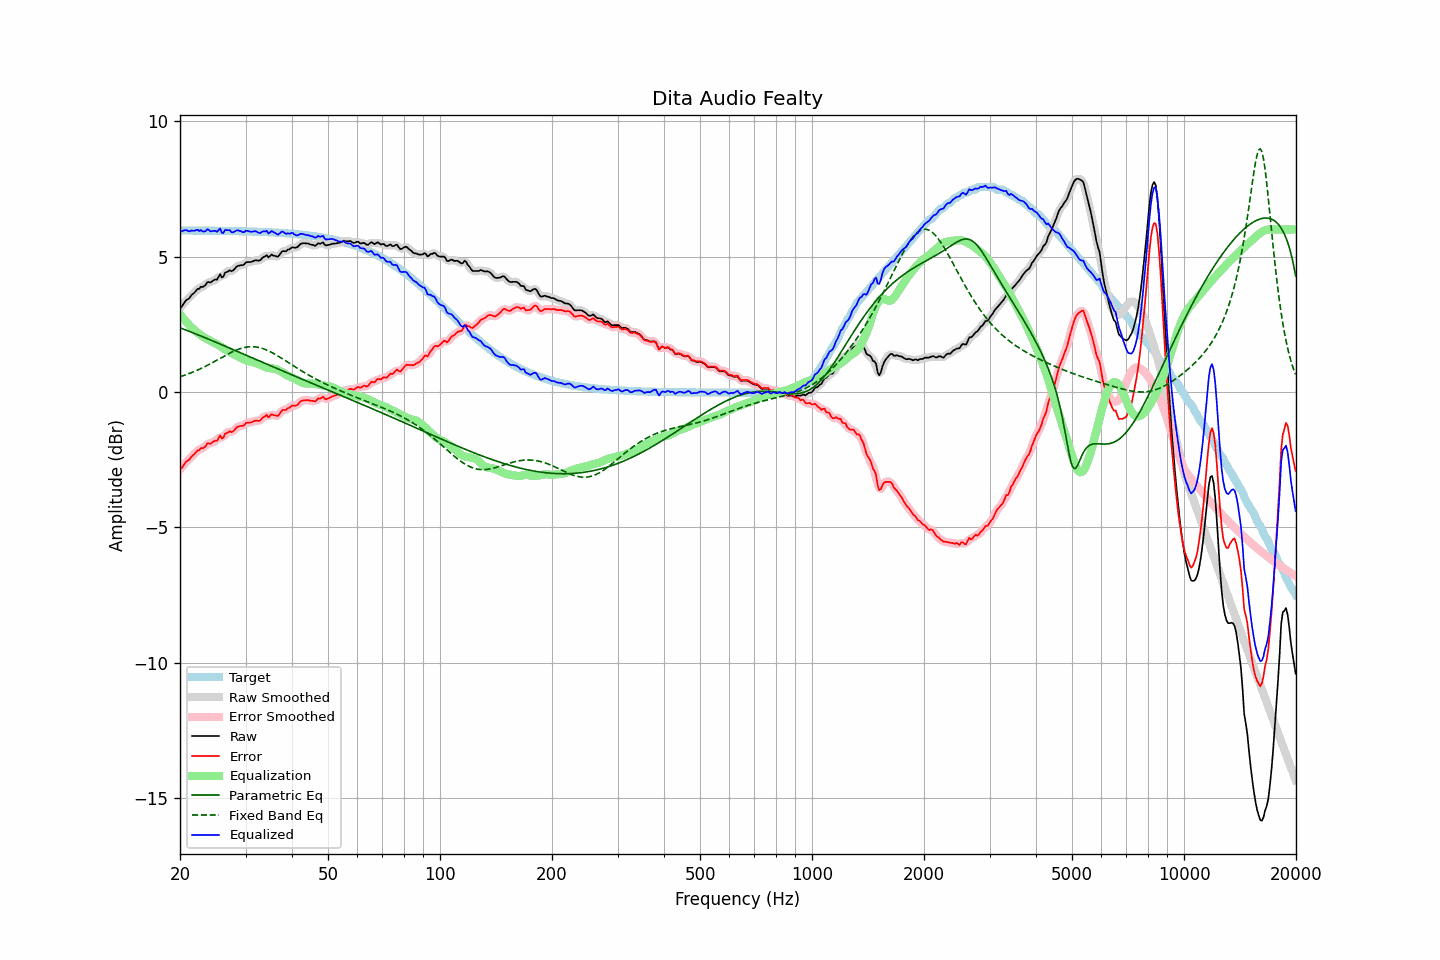 Dita Audio Fealty
Amplitude (dBr)
10
5
0
−5
−10
−15
Target
Raw Smoothed
Error Smoothed
Raw
Error
Equalization
Parametric Eq
Fixed Band Eq
Equalized
20 50 100 200 500 1000 2000 5000 10000 20000
Frequency (Hz)